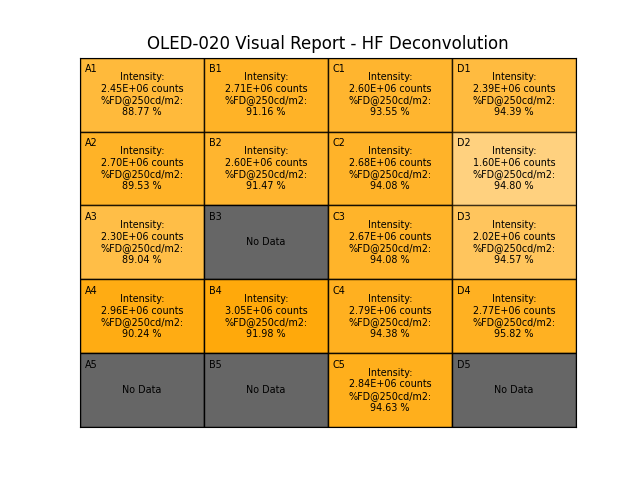 OLED-020 Visual Report - HF Deconvolution
A1
Intensity:
2.45E+06 counts
%FD@250cd/m2:
88.77 %
B1
Intensity:
2.71E+06 counts
%FD@250cd/m2:
91.16 %
C1
Intensity:
2.60E+06 counts
%FD@250cd/m2:
93.55 %
D1
Intensity:
2.39E+06 counts
%FD@250cd/m2:
94.39 %
A2
Intensity:
2.70E+06 counts
%FD@250cd/m2:
89.53 %
B2
Intensity:
2.60E+06 counts
%FD@250cd/m2:
91.47 %
C2
Intensity:
2.68E+06 counts
%FD@250cd/m2:
94.08 %
D2
Intensity:
1.60E+06 counts
%FD@250cd/m2:
94.80 %
A3
Intensity:
2.30E+06 counts
%FD@250cd/m2:
89.04 %
B3
No Data
C3
Intensity:
2.67E+06 counts
%FD@250cd/m2:
94.08 %
D3
Intensity:
2.02E+06 counts
%FD@250cd/m2:
94.57 %
A4
Intensity:
2.96E+06 counts
%FD@250cd/m2:
90.24 %
B4
Intensity:
3.05E+06 counts
%FD@250cd/m2:
91.98 %
C4
Intensity:
2.79E+06 counts
%FD@250cd/m2:
94.38 %
D4
Intensity:
2.77E+06 counts
%FD@250cd/m2:
95.82 %
A5
No Data
B5
No Data
C5
Intensity:
2.84E+06 counts
%FD@250cd/m2:
94.63 %
D5
No Data